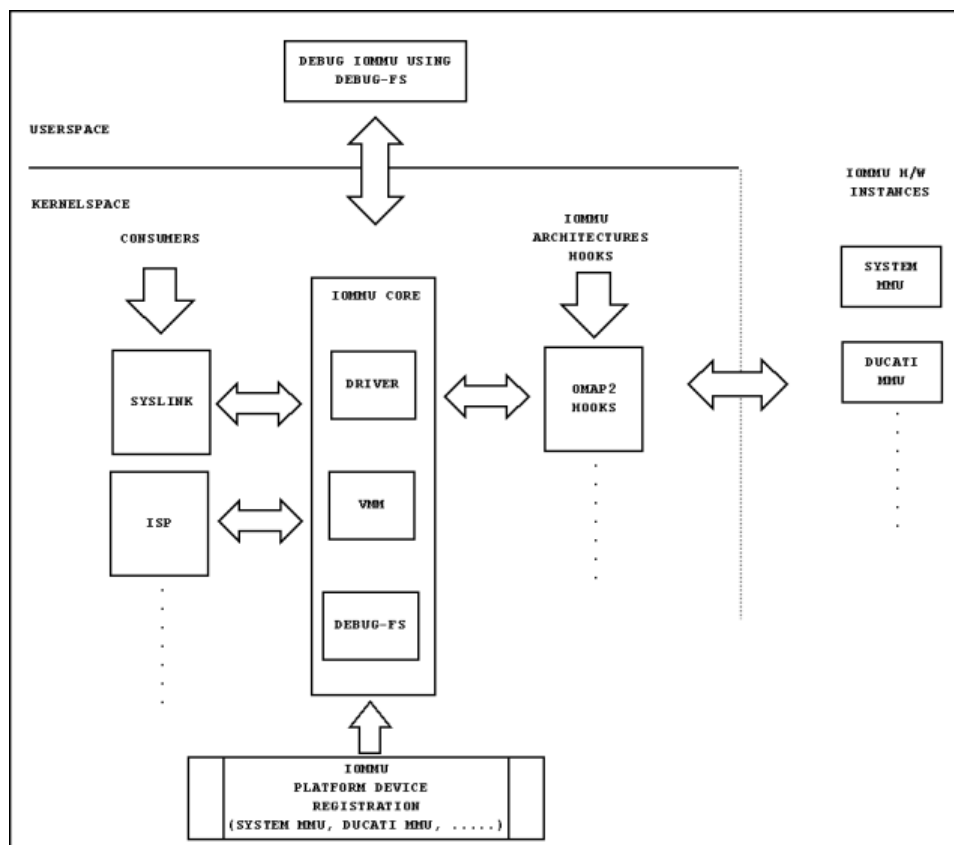 DEBUG IOMMU USING
DEBUG-FS
USERSPACE
IOMMU H/W
INSTANCES
KERNELSPACE
CONSUMERS
IOMMU
ARCHITECTURES
HOOKS
SYSTEM
MMU
IOMMU CORE
SYSLINK
DRIVER
OMAP2
HOOKS
DUCATI
MMU
ISP
VMM
DEBUG-FS
IOMMU
PLATFORM DEVICE
REGISTRATION
(SYSTEM MMU, DUCATI MMU, .....)